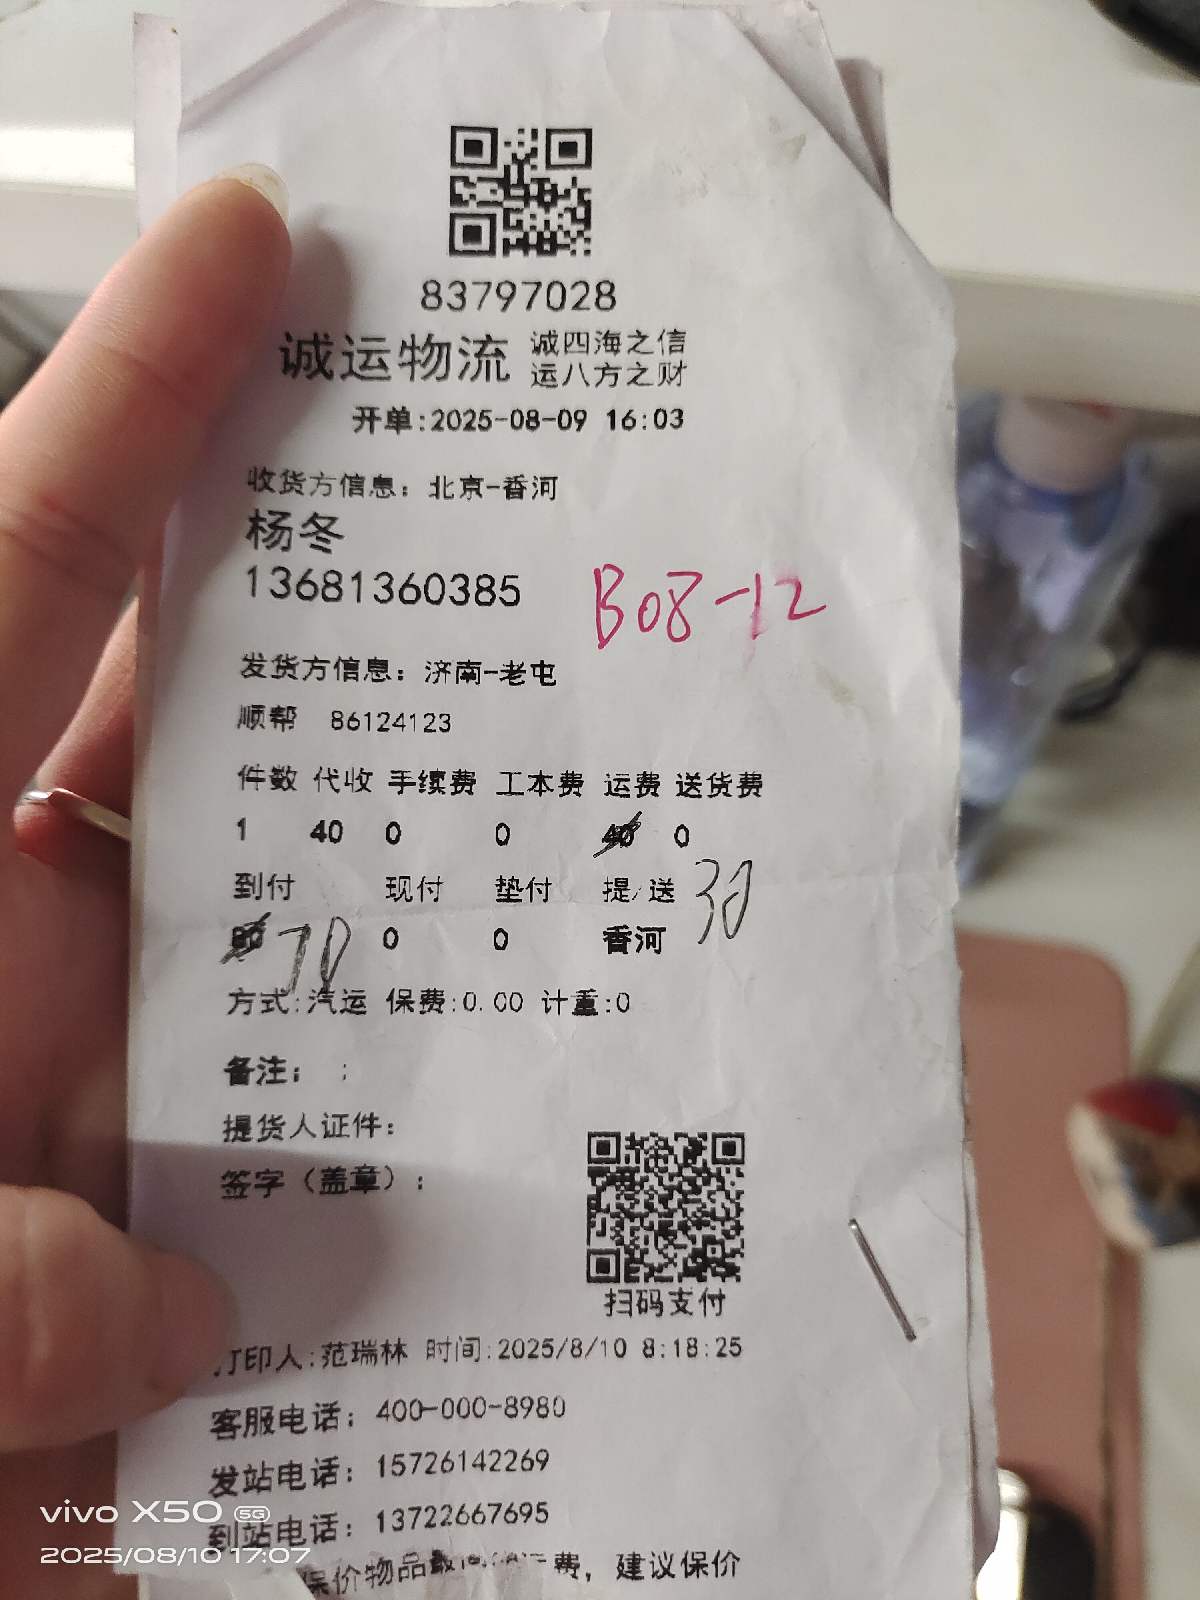 83797028
诚运物流 诚四海之信
运八方之财
开单:2025-08-09 16:03
收货方信息：北京-香河
杨冬
13681360385
B08-12
发货方信息：济南-老屯
顺帮 86124123
件数 代收 手续费 工本费 运费 送货费
1 40 0 0 40 0
30
到付 现付 垫付 提/送
80 70 0 0 香河
方式:汽运 保费:0.00 计重:0
备注： ;
提货人证件:
签字（盖章）:
扫码支付
打印人:范瑞林 时间:2025/8/10 8:18:25
客服电话：400-000-8980
发站电话：15726142269
到站电话：13722667695
保价物品最 运费，建议保价
vivo X50 5G
2025/08/10 17:07